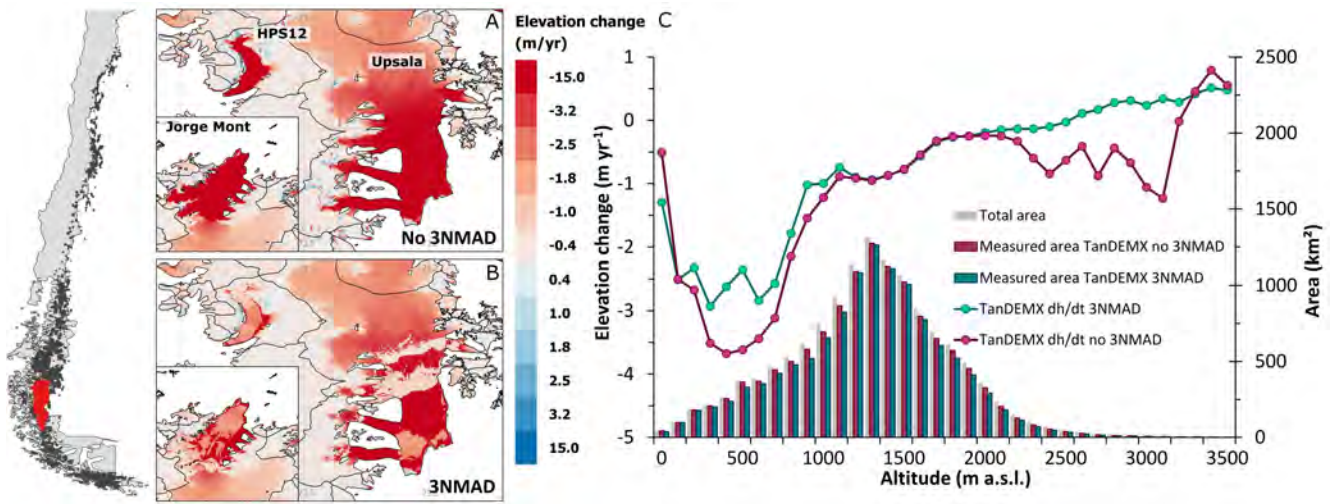 A
HPS12
Upsala
Jorge Mont
No 3NMAD
B
3NMAD
Elevation change
(m/yr)
-15.0
-3.2
-2.5
-1.8
-1.0
-0.4
0.4
1.0
1.8
2.5
3.2
15.0
C
Elevation change (m yr⁻¹)
1
0
-1
-2
-3
-4
-5
Total area
Measured area TanDEMX no 3NMAD
Measured area TanDEMX 3NMAD
TanDEMX dh/dt 3NMAD
TanDEMX dh/dt no 3NMAD
2500
2000
1500
1000
500
0
Area (km²)
0 500 1000 1500 2000 2500 3000 3500
Altitude (m a.s.l.)